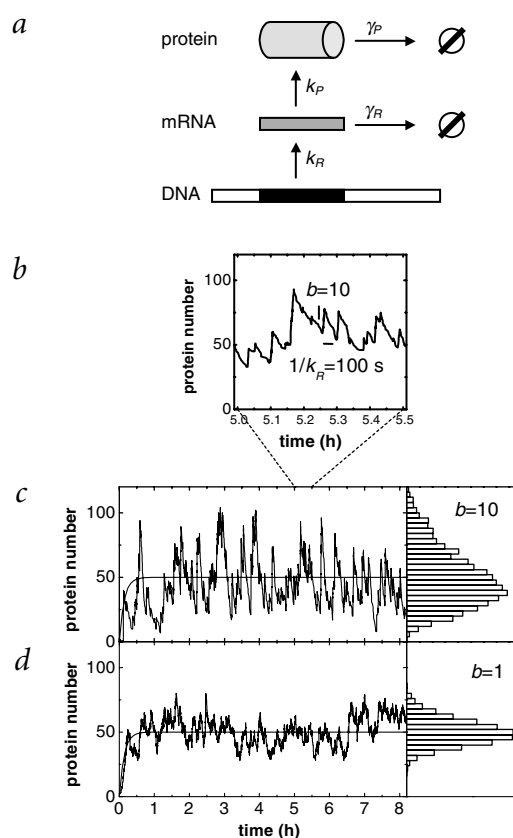 a
protein γP
kP
mRNA γR
kR
DNA
b
protein number
100
50
0
b=10
1/kR=100 s
5.0 5.1 5.2 5.3 5.4 5.5
time (h)
c
protein number
100
50
0
b=10
d
protein number
100
50
0
b=1
0 1 2 3 4 5 6 7 8
time (h)